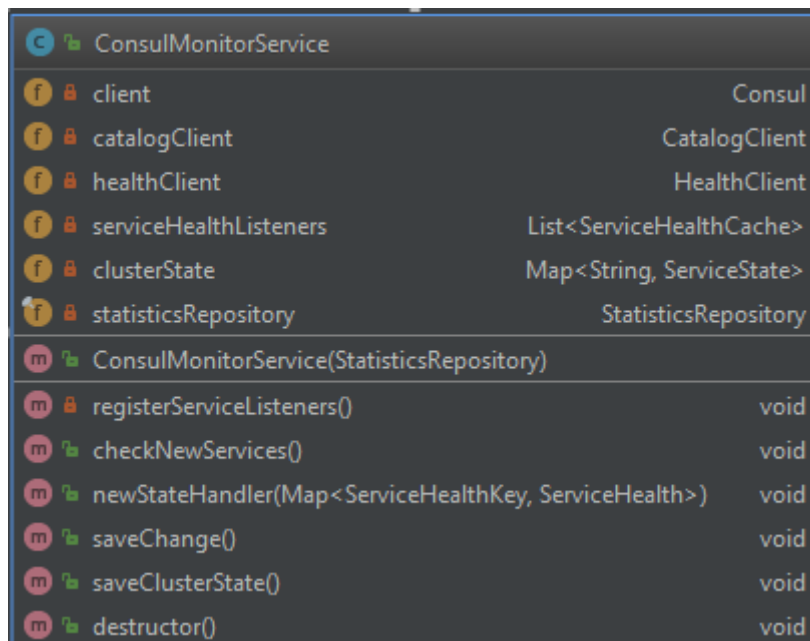 ConsulMonitorService
client Consul
catalogClient CatalogClient
healthClient HealthClient
serviceHealthListeners List<ServiceHealthCache>
clusterState Map<String, ServiceState>
statisticsRepository StatisticsRepository
ConsulMonitorService(StatisticsRepository)
registerServiceListeners() void
checkNewServices() void
newStateHandler(Map<ServiceHealthKey, ServiceHealth>) void
saveChange() void
saveClusterState() void
destructor() void